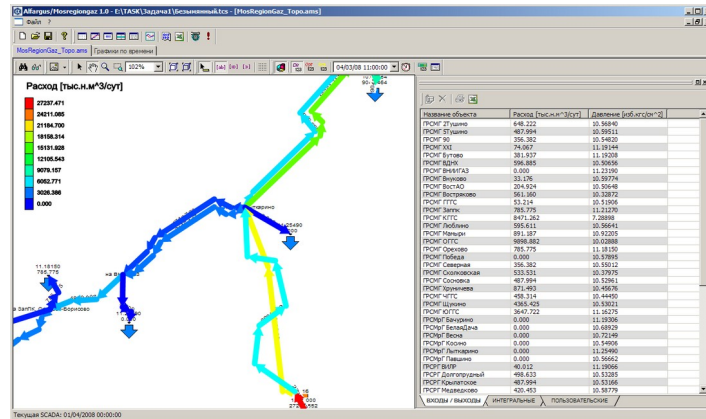 Alfargus/Mosregiongaz 1.0 - E:\TASK\Задача1\Безымянный.tcs - [MosRegionGaz_Topo.ams]
Файл ?
MosRegionGaz_Topo.ams Графики по времени
102% 04/03/08 11:00:00
Расход [тыс.н.м^3/сут]
27237.471
24211.085
21184.700
18158.314
15131.928
12105.543
9079.157
6052.771
3026.386
0.000
11.18150
785.775
Название объекта Расход [тыс.н.м^3/сут] Давление [изб.кгс/см^2]
ГРСМГ 2Тушино 648.222 10.56840
ГРСМГ 5Тушино 487.994 10.59511
ГРСМГ 90 356.382 10.54820
ГРСМГ XXI 74.067 11.19144
ГРСМГ Бутово 381.937 11.19208
ГРСМГ ВДНХ 596.885 10.50656
ГРСМГ ВНИИГАЗ 0.000 11.23190
ГРСМГ Внуково 33.176 10.59774
ГРСМГ ВостАО 204.924 10.50648
ГРСМГ Востряково 561.160 10.32872
ГРСМГ ГГТС 53.214 10.51906
ГРСМГ Заппк 785.775 11.21270
ГРСМГ КГТС 8471.262 7.28898
ГРСМГ Люблино 595.611 10.56641
ГРСМГ Маныри 891.187 10.92205
ГРСМГ ОГТС 9898.882 10.02888
ГРСМГ Орехово 785.775 11.18150
ГРСМГ Победа 0.000 10.57895
ГРСМГ Северная 356.382 10.55012
ГРСМГ Сколковская 533.531 10.37975
ГРСМГ Сосновка 487.994 10.52961
ГРСМГ Хруничева 871.493 10.45676
ГРСМГ ЧГТС 458.314 10.44450
ГРСМГ Щукино 4365.425 10.53021
ГРСМГ ЮГТС 3647.722 11.16275
ГРСМрГ Бачурино 0.000 11.19306
ГРСМрГ БелаяДача 0.000 10.68929
ГРСМрГ Весна 0.000 10.72149
ГРСМрГ Косино 0.000 10.54906
ГРСМрГ Лыткарино 0.000 11.25490
ГРСМрГ Павшино 0.000 10.56662
ГРСРГ ВИЛР 40.012 11.19066
ГРСРГ Долгопрудный 498.633 10.53285
ГРСРГ Крылатское 487.994 10.53166
ГРСРГ Медведково 420.453 10.58779
ВХОДЫ / ВЫХОДЫ ИНТЕГРАЛЬНЫЕ ПОЛЬЗОВАТЕЛЬСКИЕ
Текущая SCADA: 01/04/2008 00:00:00